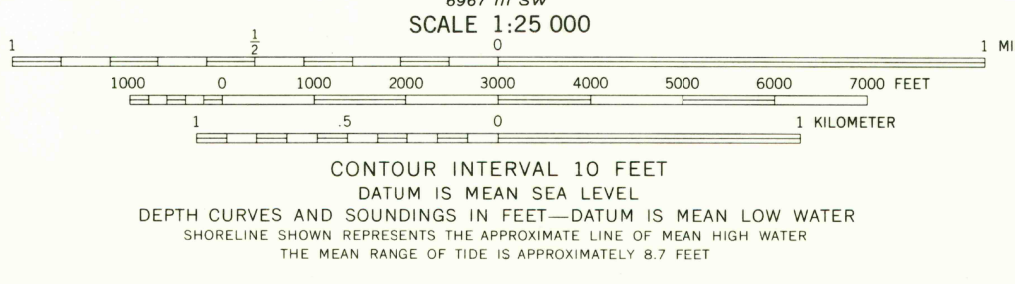 6967 III SW
SCALE 1:25 000
1 1/2 0 1 MI
1000 0 1000 2000 3000 4000 5000 6000 7000 FEET
1 .5 0 1 KILOMETER
CONTOUR INTERVAL 10 FEET
DATUM IS MEAN SEA LEVEL
DEPTH CURVES AND SOUNDINGS IN FEET—DATUM IS MEAN LOW WATER
SHORELINE SHOWN REPRESENTS THE APPROXIMATE LINE OF MEAN HIGH WATER
THE MEAN RANGE OF TIDE IS APPROXIMATELY 8.7 FEET